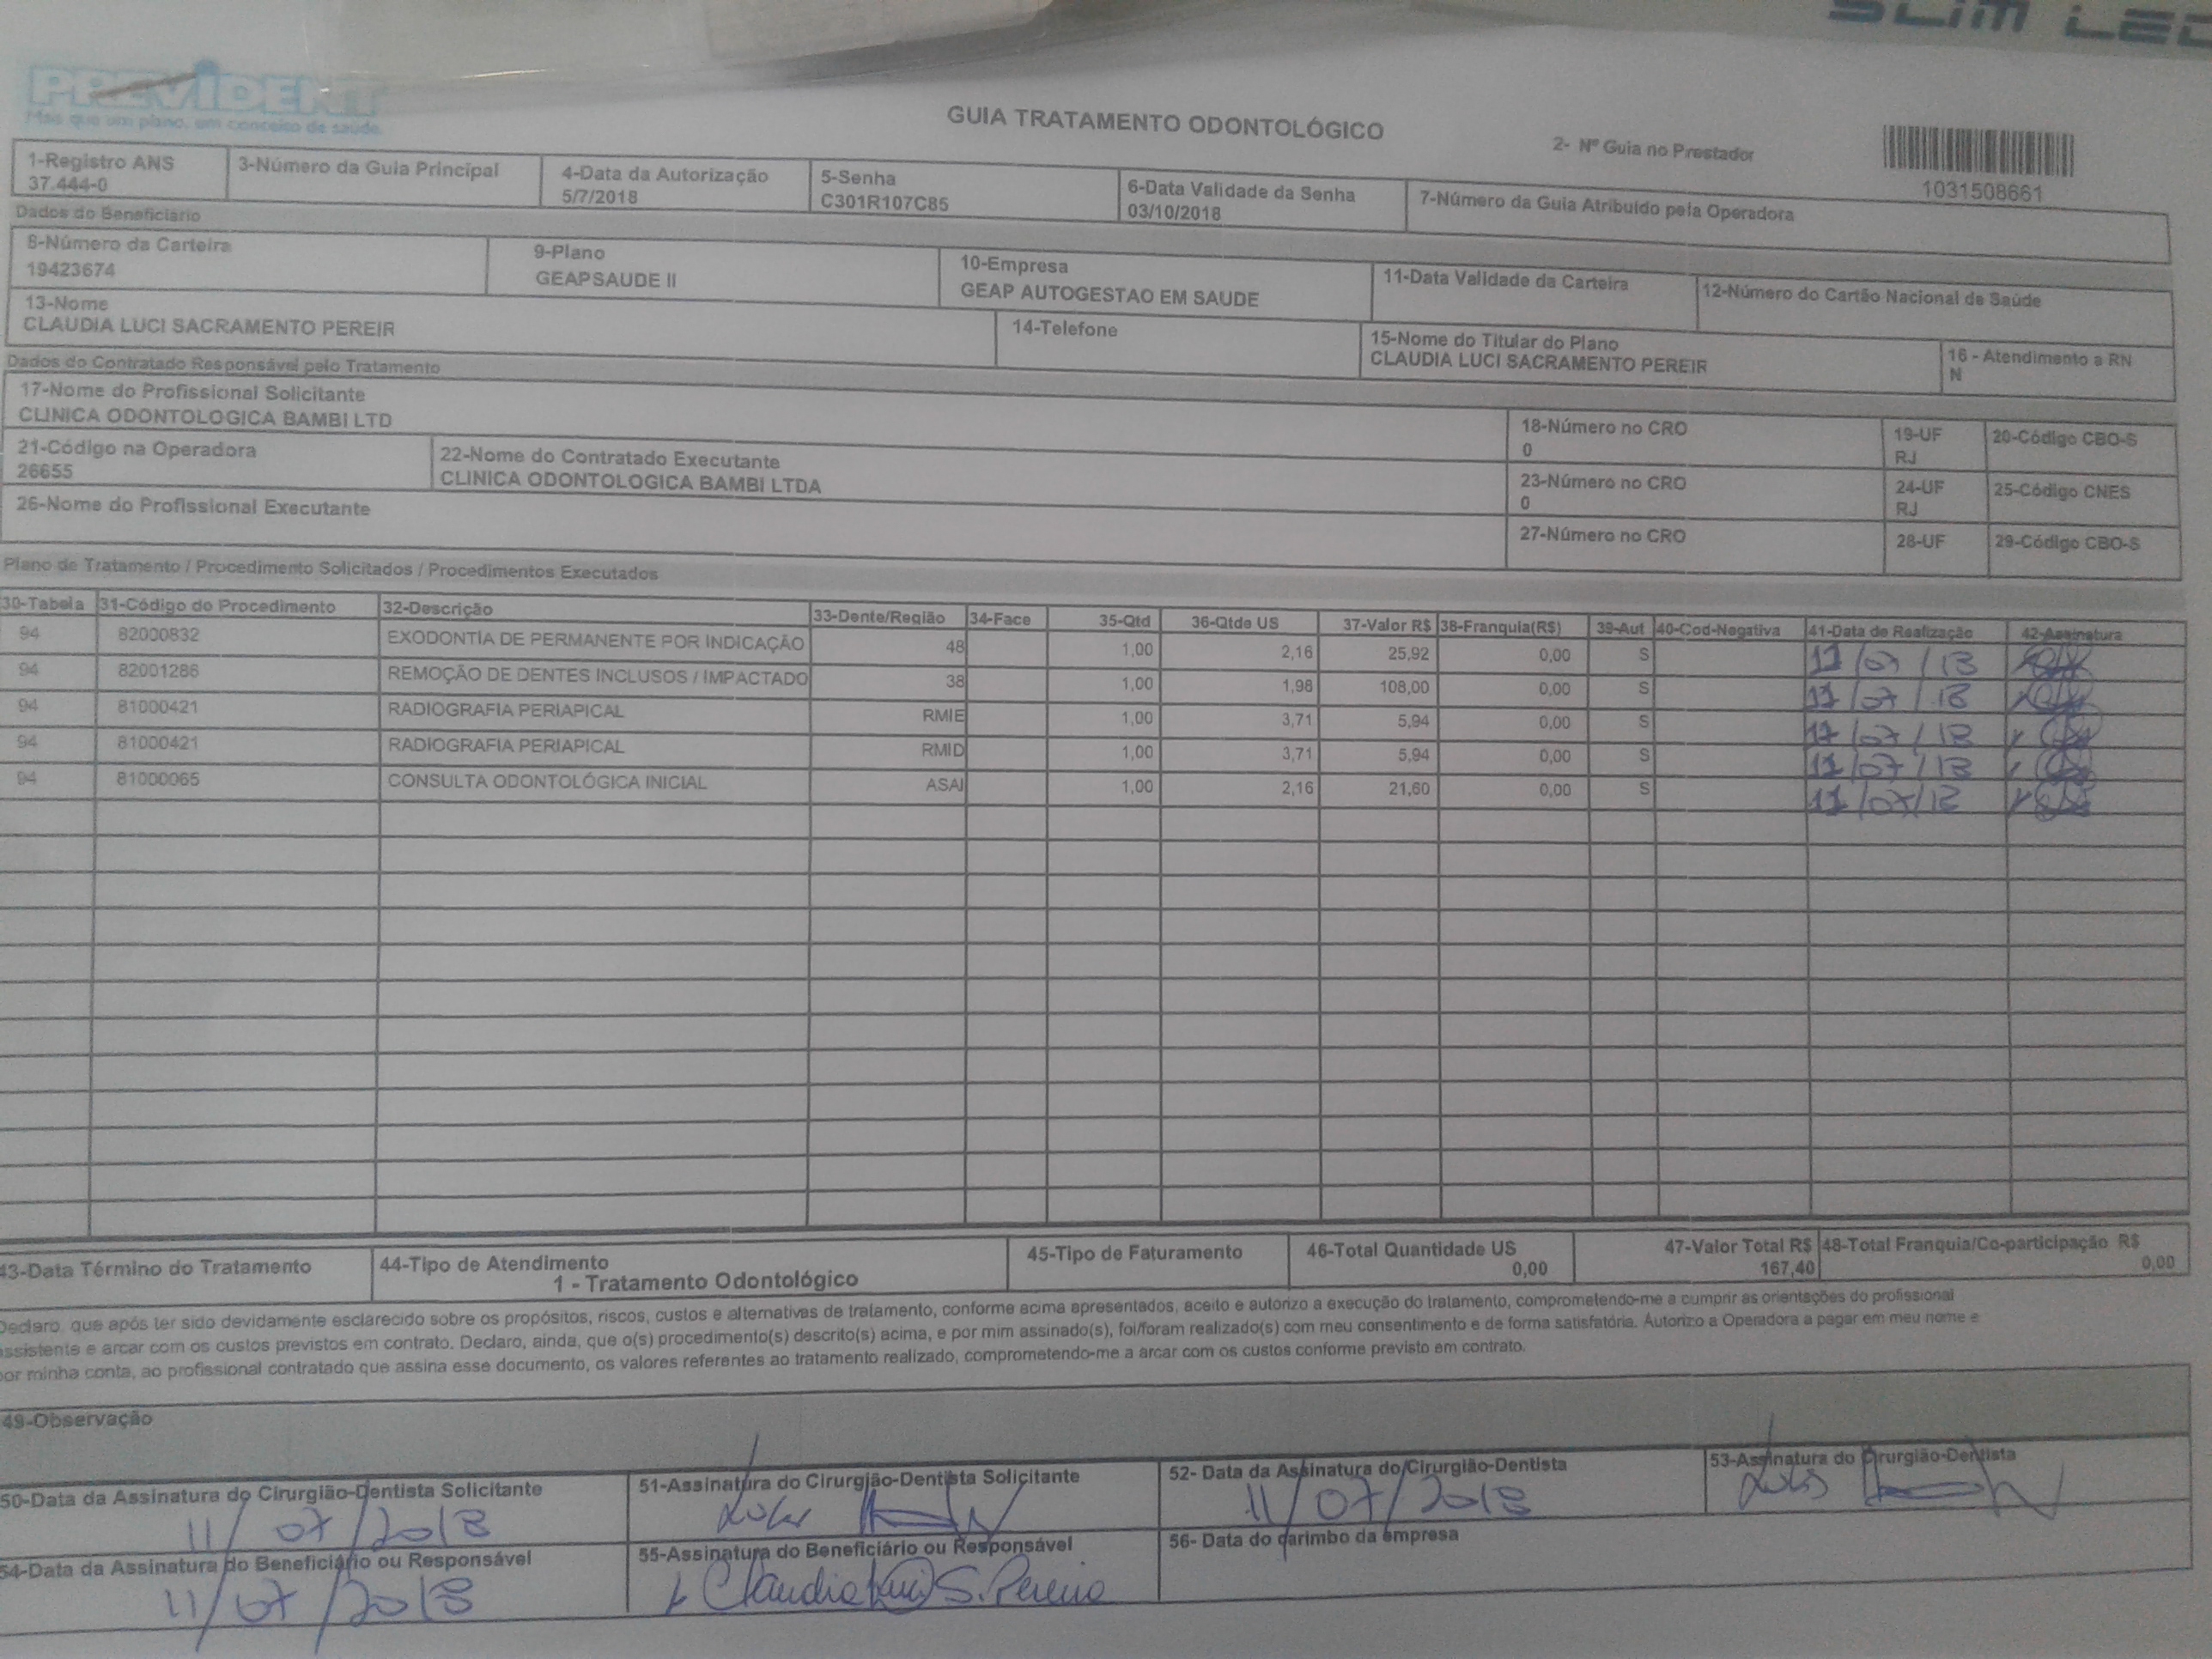 SLIM LED
PREVIDENT
Mais que um plano, um conceito de saúde.
GUIA TRATAMENTO ODONTOLÓGICO
2- Nº Guia no Prestador
1031508661
1-Registro ANS
37.444-0
3-Número da Guia Principal
4-Data da Autorização
5/7/2018
5-Senha
C301R107C85
6-Data Validade da Senha
03/10/2018
7-Número da Guia Atribuido pela Operadora
Dados do Beneficiário
8-Número da Carteira
19423674
9-Plano
GEAPSAUDE II
10-Empresa
GEAP AUTOGESTAO EM SAUDE
11-Data Validade da Carteira
12-Número do Cartão Nacional de Saúde
13-Nome
CLAUDIA LUCI SACRAMENTO PEREIR
14-Telefone
15-Nome do Titular do Plano
CLAUDIA LUCI SACRAMENTO PEREIR
16 - Atendimento a RN
N
Dados do Contratado Responsável pelo Tratamento
17-Nome do Profissional Solicitante
CLINICA ODONTOLOGICA BAMBI LTD
18-Número no CRO
0
19-UF
RJ
20-Código CBO-S
21-Código na Operadora
26655
22-Nome do Contratado Executante
CLINICA ODONTOLOGICA BAMBI LTDA
23-Número no CRO
0
24-UF
RJ
25-Código CNES
26-Nome do Profissional Executante
27-Número no CRO
28-UF
29-Código CBO-S
Plano de Tratamento / Procedimento Solicitados / Procedimentos Executados
30-Tabela 31-Código do Procedimento 32-Descrição 33-Dente/Região 34-Face 35-Qtd 36-Qtde US 37-Valor R$ 38-Franquia(R$) 39-Aut 40-Cod-Negativa 41-Data de Realização 42-Assinatura
94 82000832 EXODONTIA DE PERMANENTE POR INDICAÇÃO 48 1,00 2,16 25,92 0,00 S 11/07/18
94 82001286 REMOÇÃO DE DENTES INCLUSOS / IMPACTADO 38 1,00 1,98 108,00 0,00 S 11/07/18
94 81000421 RADIOGRAFIA PERIAPICAL RMIE 1,00 3,71 5,94 0,00 S 11/07/18
94 81000421 RADIOGRAFIA PERIAPICAL RMID 1,00 3,71 5,94 0,00 S 11/07/18
94 81000065 CONSULTA ODONTOLÓGICA INICIAL ASAI 1,00 2,16 21,60 0,00 S 11/07/18
43-Data Término do Tratamento
44-Tipo de Atendimento
1 - Tratamento Odontológico
45-Tipo de Faturamento
46-Total Quantidade US
0,00
47-Valor Total R$
167,40
48-Total Franquia/Co-participação R$
0,00
Declaro, que após ter sido devidamente esclarecido sobre os propósitos, riscos, custos e alternativas de tratamento, conforme acima apresentados, aceito e autorizo a execução do tratamento, comprometendo-me a cumprir as orientações do profissional
assistente e arcar com os custos previstos em contrato. Declaro, ainda, que o(s) procedimento(s) descrito(s) acima, e por mim assinado(s), foi/foram realizado(s) com meu consentimento e de forma satisfatória. Autorizo a Operadora a pagar em meu nome e
por minha conta, ao profissional contratado que assina esse documento, os valores referentes ao tratamento realizado, comprometendo-me a arcar com os custos conforme previsto em contrato.
49-Observação
50-Data da Assinatura do Cirurgião-Dentista Solicitante
11/07/2018
51-Assinatura do Cirurgião-Dentista Solicitante
52- Data da Assinatura do Cirurgião-Dentista
11/07/2018
53-Assinatura do Cirurgião-Dentista
54-Data da Assinatura do Beneficiário ou Responsável
11/07/2018
55-Assinatura do Beneficiário ou Responsável
Claudia Luci S. Pereira
56- Data do carimbo da empresa